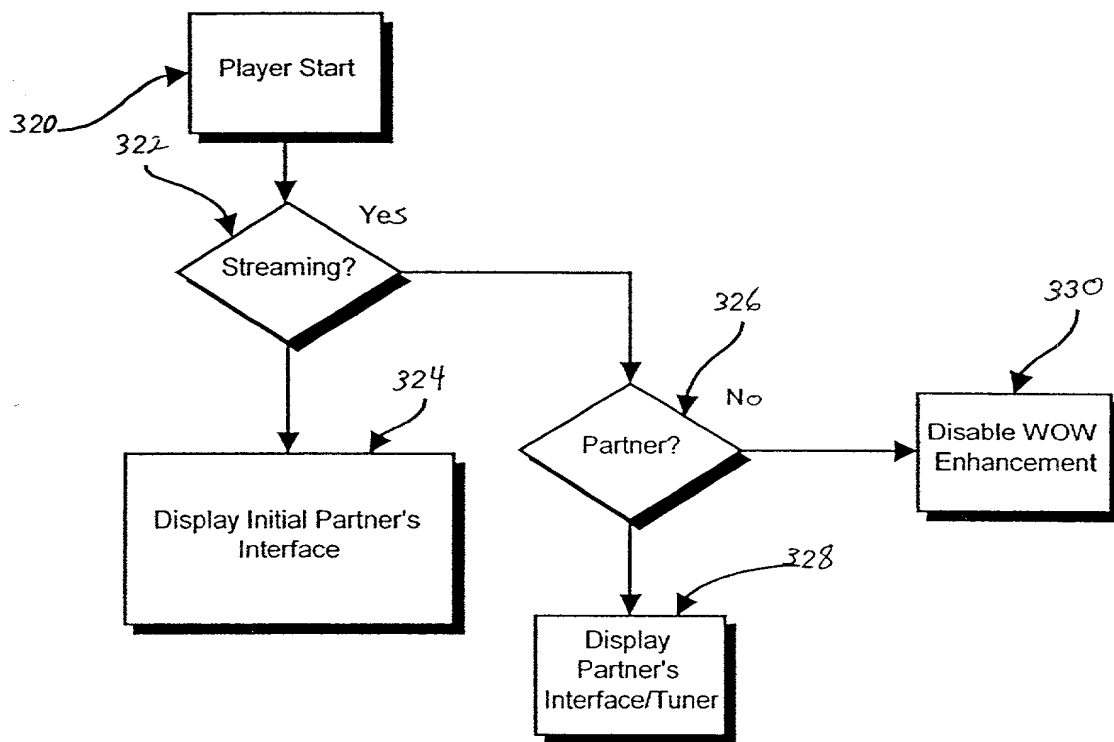 Player Start
320
322
Yes
Streaming?
326
330
324
No
Partner?
Disable WOW
Enhancement
Display Initial Partner's
Interface
328
Display
Partner's
Interface/Tuner